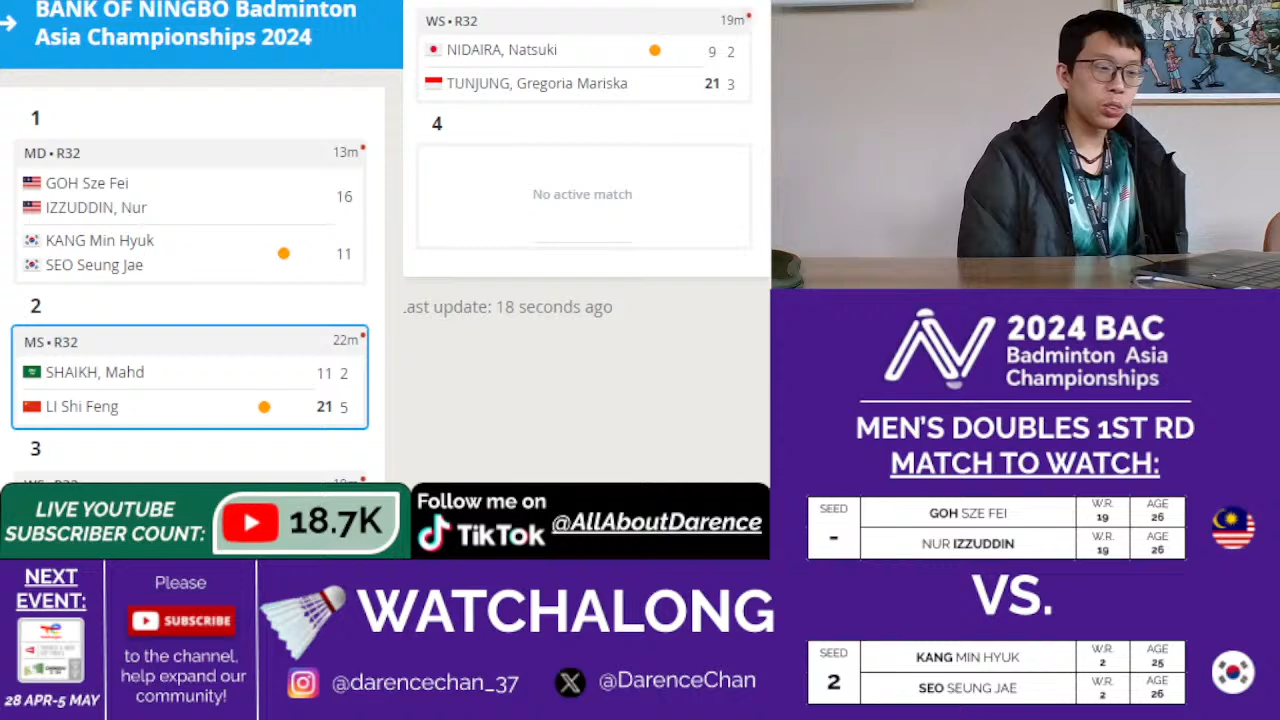 BANK OF NINGBO Badminton
Asia Championships 2024
1
MD • R32 13m
GOH Sze Fei
IZZUDDIN, Nur
16
KANG Min Hyuk
SEO Seung Jae
11
2
MS • R32 22m
SHAIKH, Mahd 11 2
LI Shi Feng 21 5
3
WS • R32 19m
NIDAIRA, Natsuki 9 2
TUNJUNG, Gregoria Mariska 21 3
4
No active match
ast update: 18 seconds ago
2024 BAC
Badminton Asia
Championships
MEN'S DOUBLES 1ST RD
MATCH TO WATCH:
SEED
-
GOH SZE FEI W.R. 19 AGE 26
NUR IZZUDDIN W.R. 19 AGE 26
VS.
SEED
2
KANG MIN HYUK W.R. 2 AGE 25
SEO SEUNG JAE W.R. 2 AGE 26
LIVE YOUTUBE
SUBSCRIBER COUNT:
18.7K
Follow me on
TikTok @AllAboutDarence
NEXT
EVENT:
28 APR-5 MAY
Please
SUBSCRIBE
to the channel,
help expand our
community!
WATCHALONG
@darencechan_37 @DarenceChan